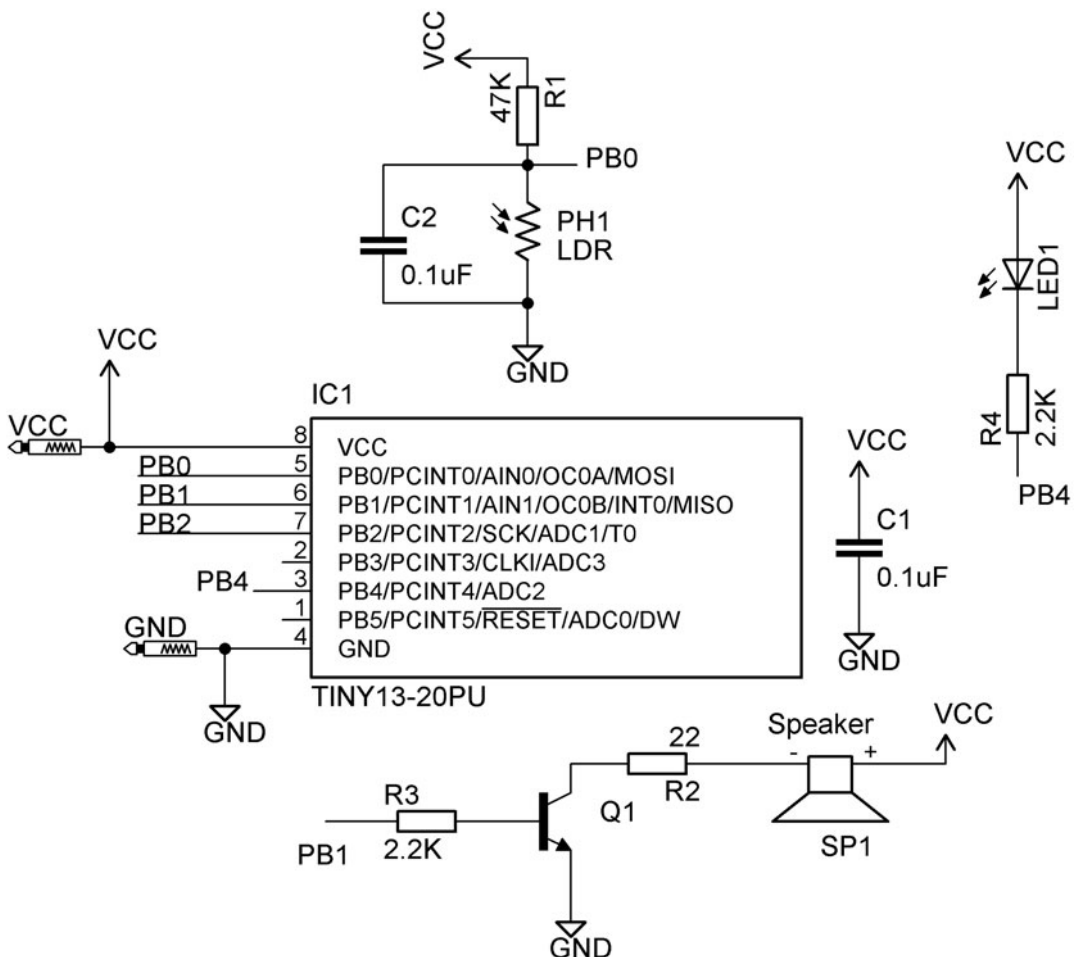 VCC
47K
R1
PB0
C2
0.1uF
PH1
LDR
GND
VCC
LED1
R4
2.2K
PB4
VCC
VCC
IC1
8 VCC
PB0 5 PB0/PCINT0/AIN0/OC0A/MOSI
PB1 6 PB1/PCINT1/AIN1/OC0B/INT0/MISO
PB2 7 PB2/PCINT2/SCK/ADC1/T0
2 PB3/PCINT3/CLKI/ADC3
PB4 3 PB4/PCINT4/ADC2
1 PB5/PCINT5/RESET/ADC0/DW
GND 4 GND
TINY13-20PU
GND
VCC
C1
0.1uF
GND
Speaker
- +
VCC
SP1
22
R2
Q1
R3
2.2K
PB1
GND